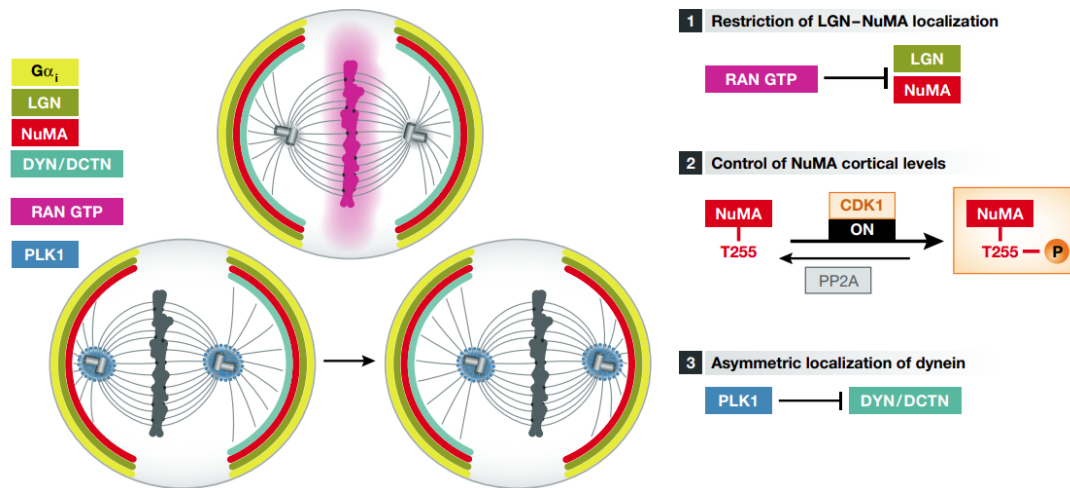 Gαi
LGN
NuMA
DYN/DCTN
RAN GTP
PLK1
1 Restriction of LGN–NuMA localization
RAN GTP
LGN
NuMA
2 Control of NuMA cortical levels
NuMA
T255
CDK1
ON
PP2A
NuMA
T255
P
3 Asymmetric localization of dynein
PLK1
DYN/DCTN